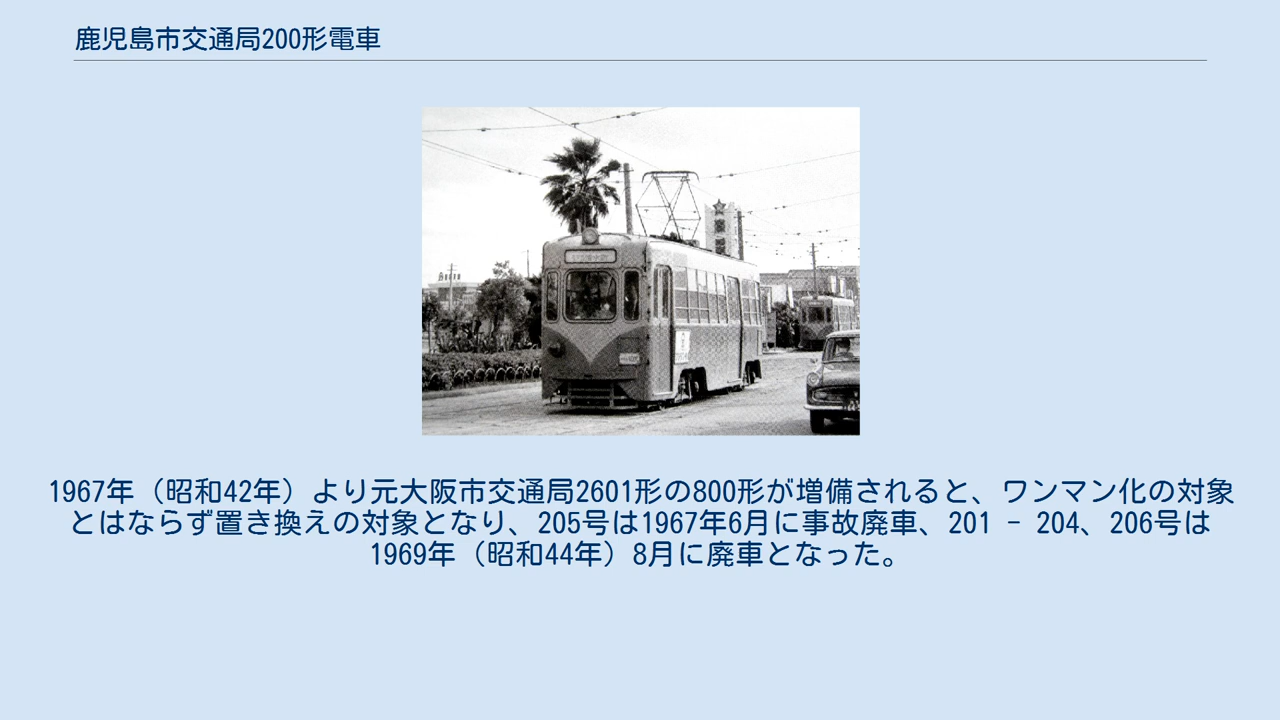 鹿児島市交通局200形電車
1967年（昭和42年）より元大阪市交通局2601形の800形が増備されると、ワンマン化の対象
とはならず置き換えの対象となり、205号は1967年6月に事故廃車、201 - 204、206号は
1969年（昭和44年）8月に廃車となった。